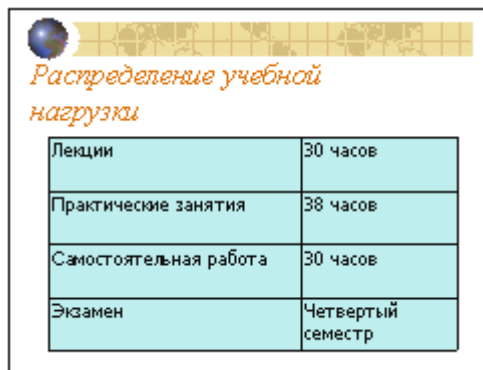 Распределение учебной
нагрузки
Лекции 30 часов
Практические занятия 38 часов
Самостоятельная работа 30 часов
Экзамен Четвертый
семестр